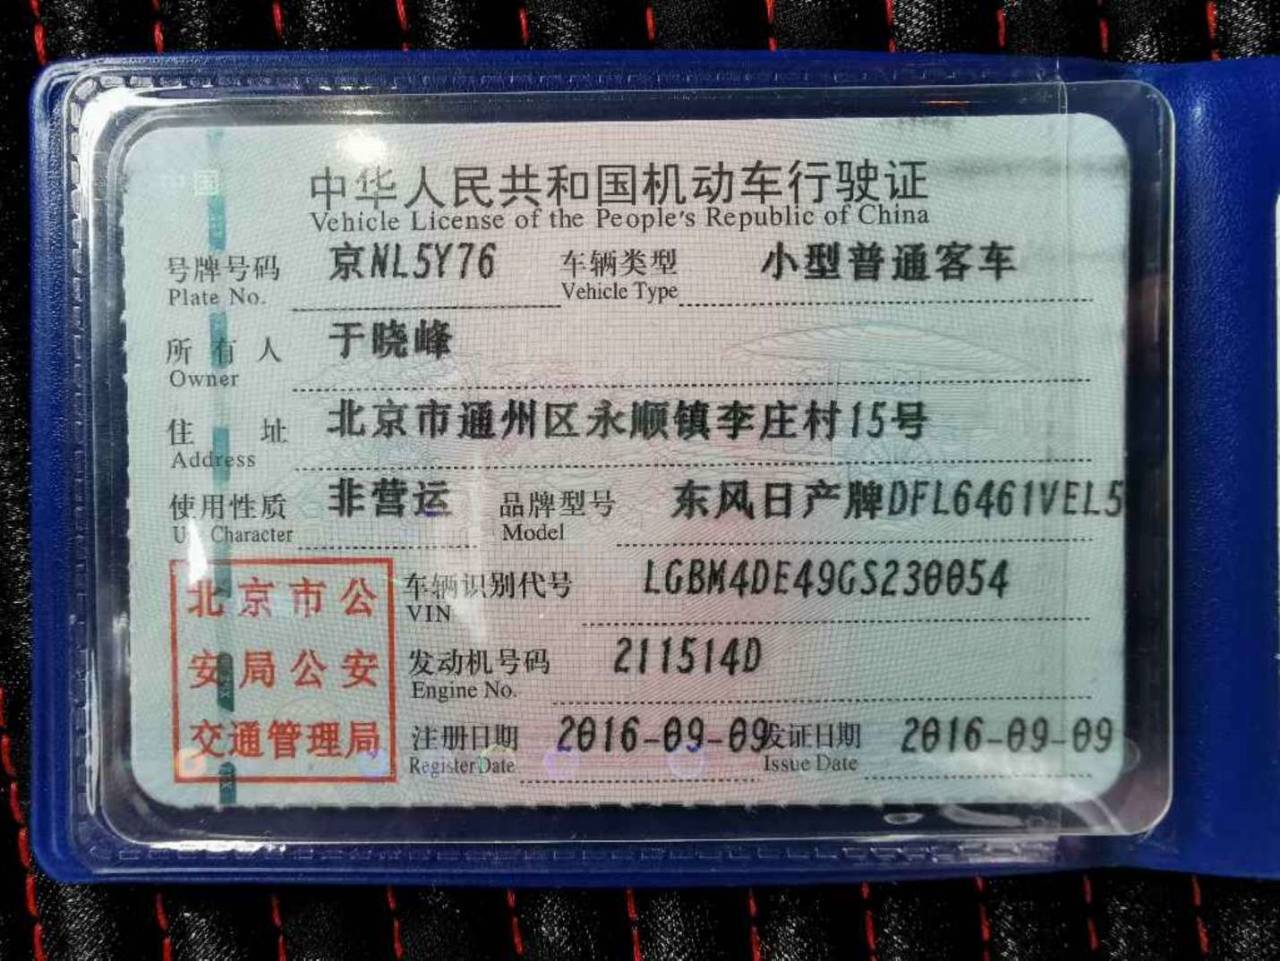 中华人民共和国机动车行驶证
Vehicle License of the People's Republic of China
号牌号码 京NL5Y76 车辆类型 小型普通客车
Plate No. Vehicle Type
所有人 于晓峰
Owner
住址 北京市通州区永顺镇李庄村15号
Address
使用性质 非营运 品牌型号 东风日产牌DFL6461VEL5
Character Model
北京市公
安局公安
交通管理局
车辆识别代号 LGBM4DE49GS230054
VIN
发动机号码 211514D
Engine No.
注册日期 2016-09-09 发证日期 2016-09-09
Register Date Issue Date